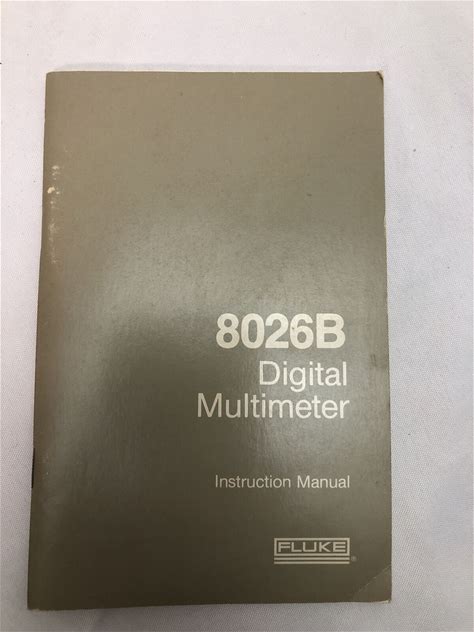 8026B
Digital
Multimeter
Instruction Manual
FLUKE
®